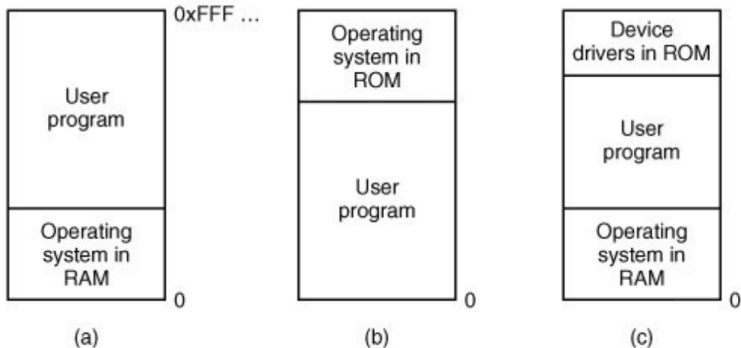 0xFFF ...
User
program
Operating
system in
RAM
0
(a)
Operating
system in
ROM
User
program
0
(b)
Device
drivers in ROM
User
program
Operating
system in
RAM
0
(c)